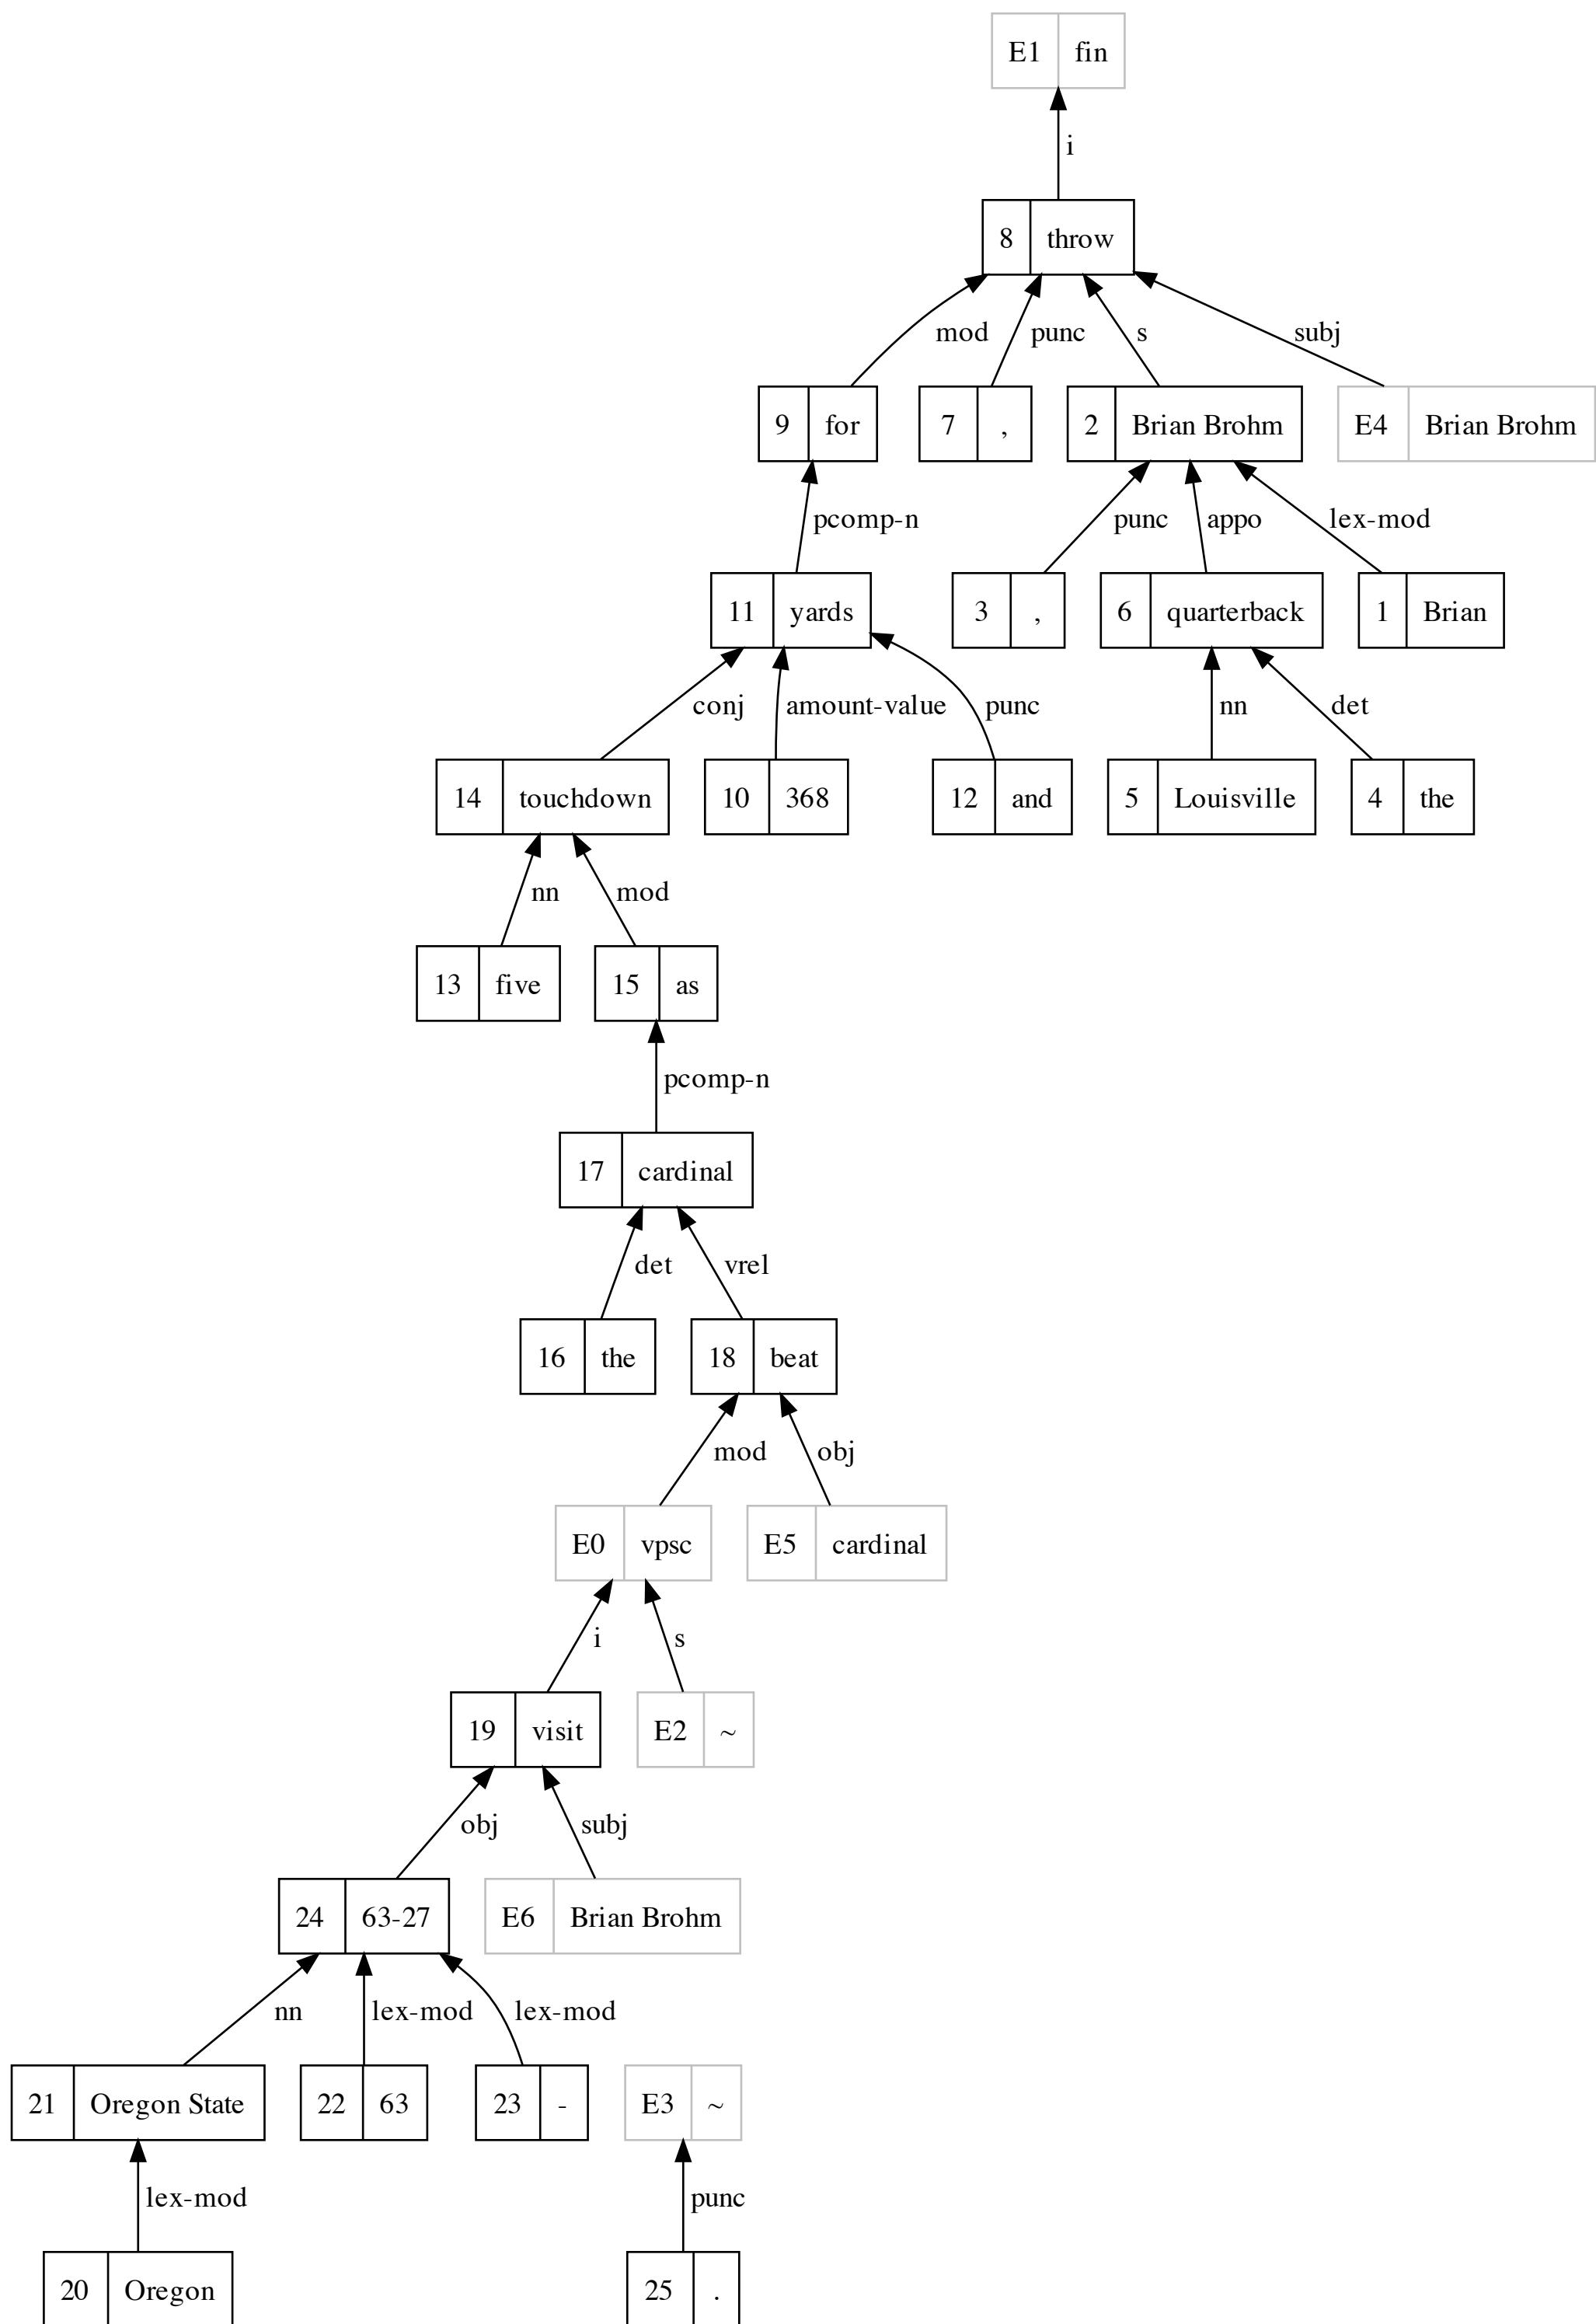 E1 fin
i
8 throw
mod punc s subj
9 for 7 , 2 Brian Brohm E4 Brian Brohm
pcomp-n punc appo lex-mod
11 yards 3 , 6 quarterback 1 Brian
conj amount-value punc nn det
14 touchdown 10 368 12 and 5 Louisville 4 the
nn mod
13 five 15 as
pcomp-n
17 cardinal
det vrel
16 the 18 beat
mod obj
E0 vpsc E5 cardinal
i s
19 visit E2 ~
obj subj
24 63-27 E6 Brian Brohm
nn lex-mod lex-mod
21 Oregon State 22 63 23 - E3 ~
lex-mod punc
20 Oregon 25 .